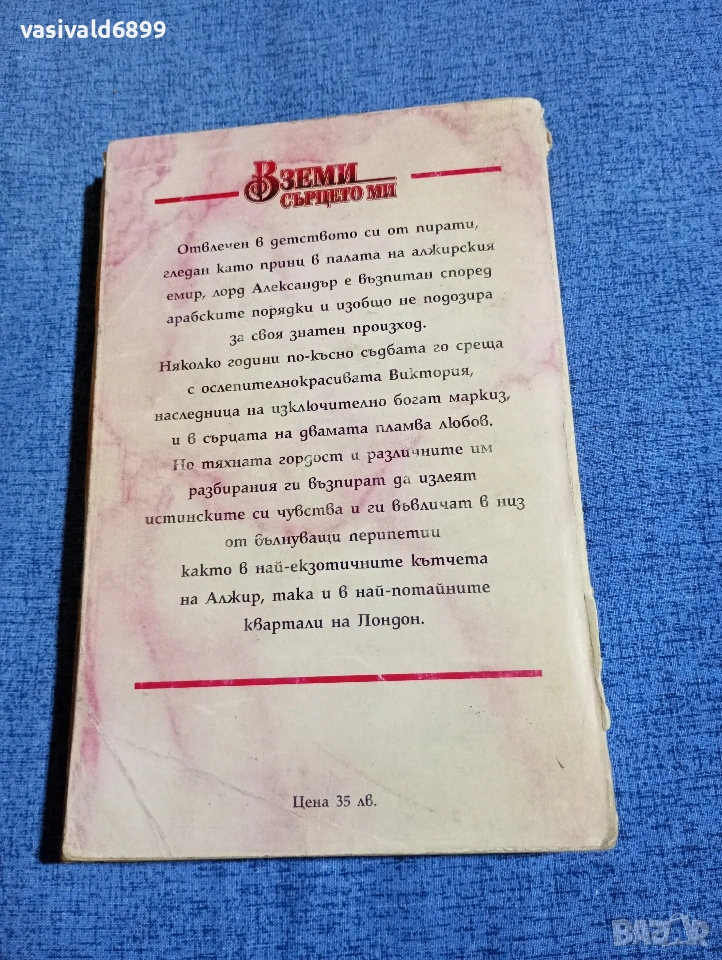 vasivald6899
ВЗЕМИ
СЪРЦЕТО МИ
Отвлечен в детството си от пирати,
гледан като принц в палата на алжирския
емир, лорд Александър е възпитан според
арабските порядки и изобщо не подозира
за своя знатен произход.
Няколко години по-късно съдбата го среща
с ослепителнокрасивата Виктория,
наследница на изключително богат маркиз,
и в сърцата на двамата пламва любов.
Но тяхната гордост и различните им
разбирания ги възпират да излеят
истинските си чувства и ги въвличат в низ
от вълнуващи перипетии
както в най-екзотичните кътчета
на Алжир, така и в най-потайните
квартали на Лондон.
Цена 35 лв.
BAZAR